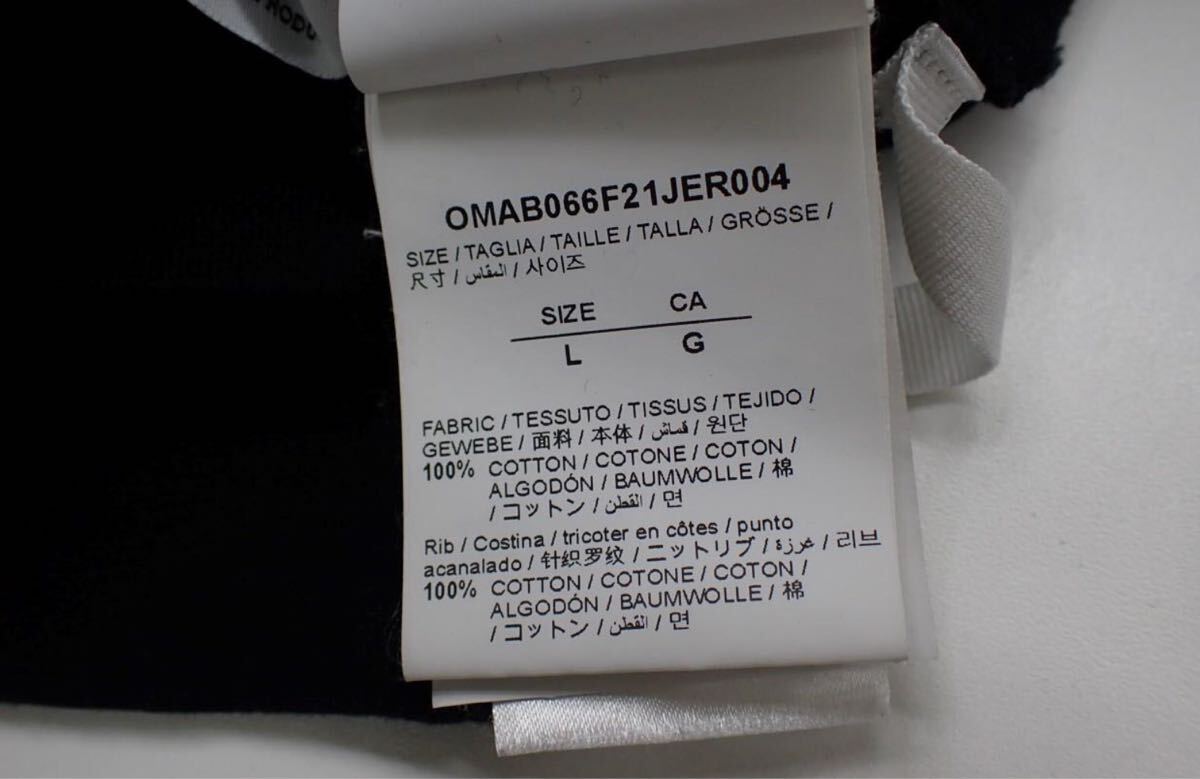 OMAB066F21JER004
SIZE / TAGLIA / TAILLE / TALLA / GRÖSSE /
尺寸 / المقاس / 사이즈
SIZE CA
L G
FABRIC / TESSUTO / TISSUS / TEJIDO /
GEWEBE / 面料 / 本体 / قماش / 원단
100% COTTON / COTONE / COTON /
ALGODÓN / BAUMWOLLE / 棉
/ コットン / القطن / 면
Rib / Costina / tricoter en côtes / punto
acanalado / 针织罗纹 / ニットリブ / غرزة / 리브
100% COTTON / COTONE / COTON /
ALGODÓN / BAUMWOLLE / 棉
/ コットン / القطن / 면